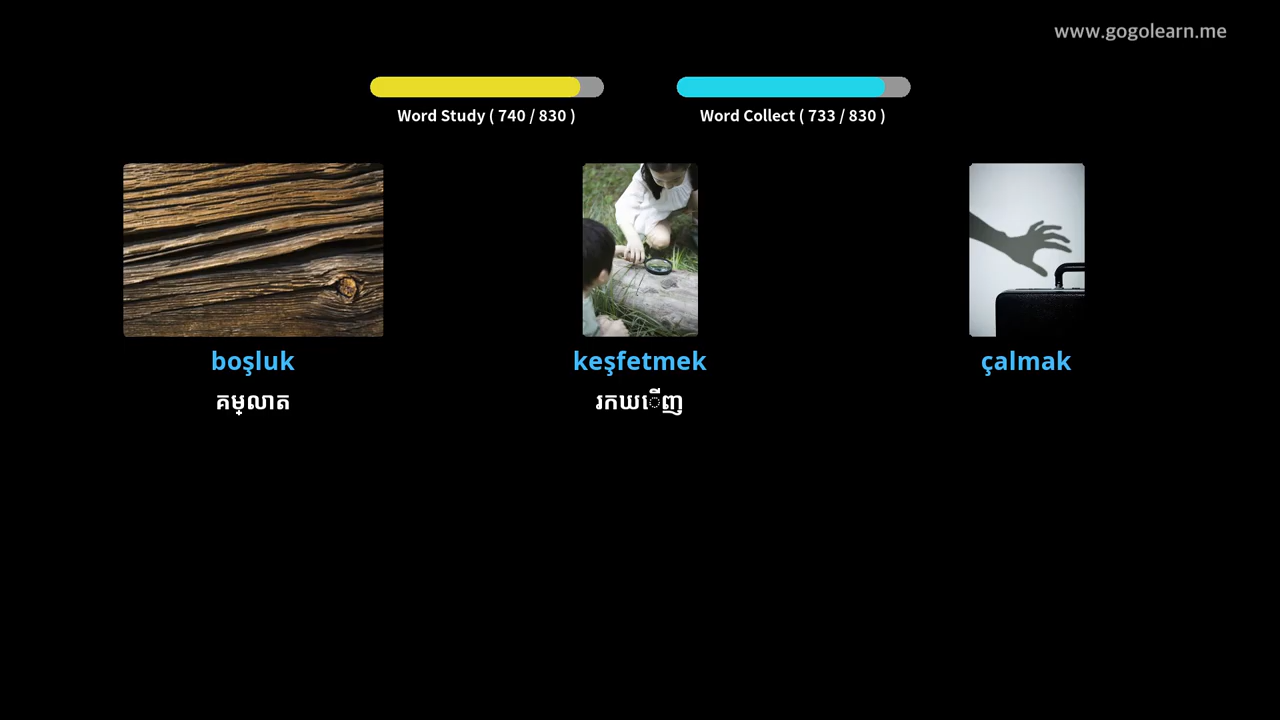 www.gogolearn.me
Word Study ( 740 / 830 )
Word Collect ( 733 / 830 )
boşluk
គម្លាត
keşfetmek
រកឃើញ
çalmak